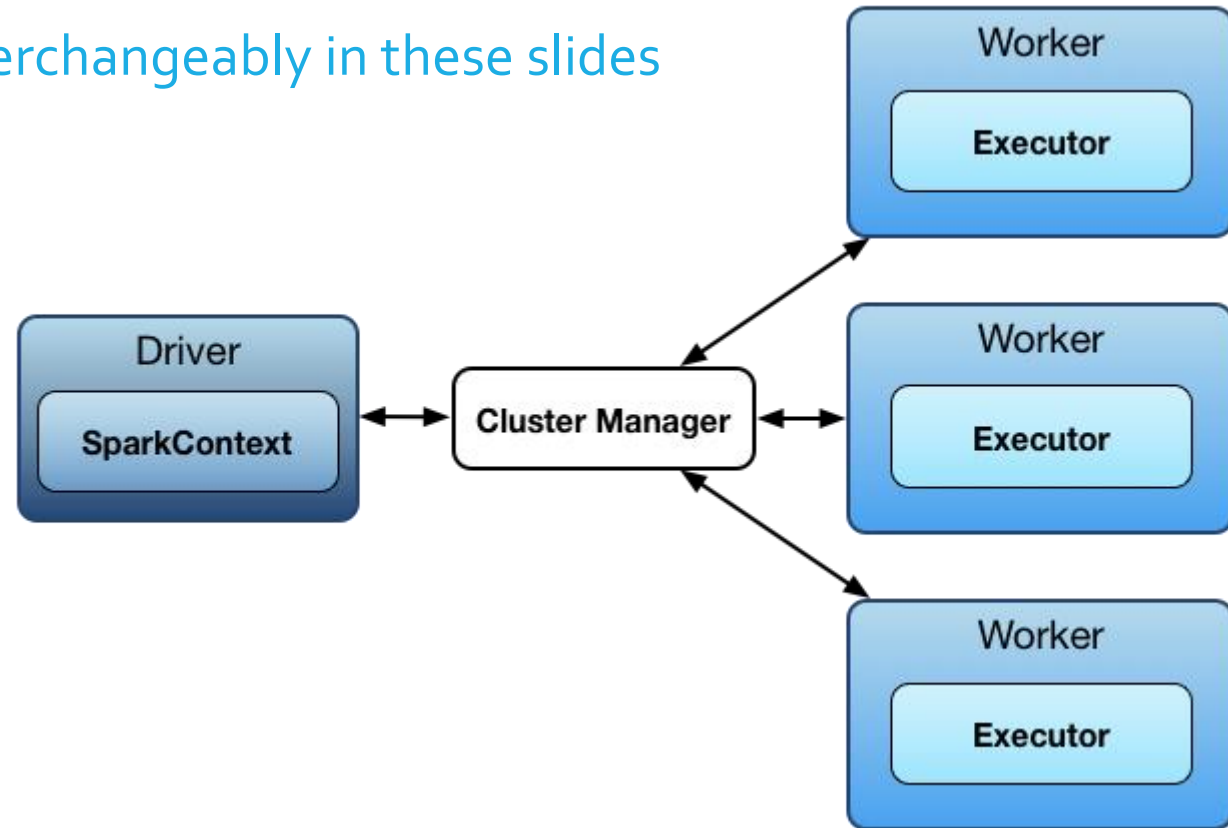 erchangeably in these slides
Worker
Executor
Driver
SparkContext
Cluster Manager
Worker
Executor
Worker
Executor